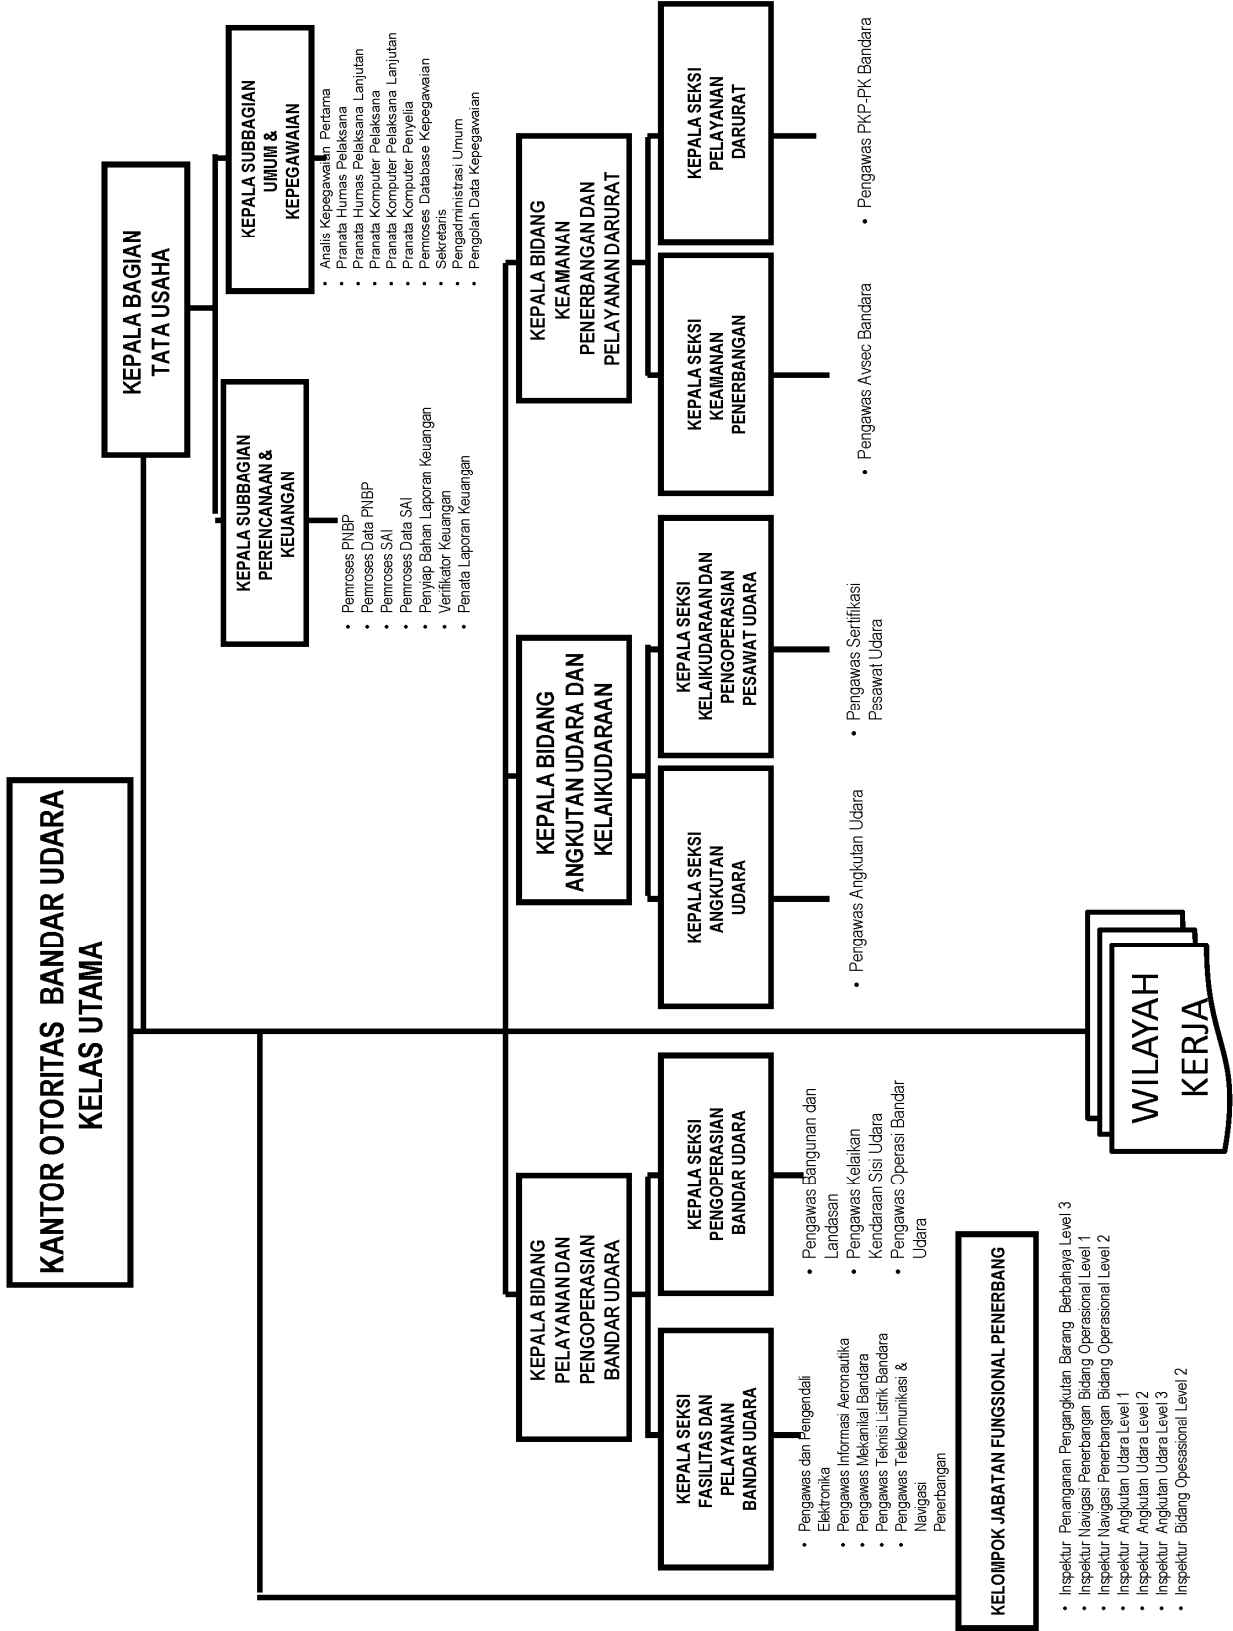 KANTOR OTORITAS BANDAR UDARA
KELAS UTAMA
KEPALA BAGIAN
TATA USAHA
KEPALA SUBBAGIAN
PERENCANAAN &
KEUANGAN
• Pemroses PNBP
• Pemroses Data PNBP
• Pemroses SAI
• Pemroses Data SAI
• Penyiap Bahan Laporan Keuangan
• Verifikator Keuangan
• Penata Laporan Keuangan
KEPALA SUBBAGIAN
UMUM &
KEPEGAWAIAN
• Analis Kepegawaian Pertama
• Pranata Humas Pelaksana
• Pranata Humas Pelaksana Lanjutan
• Pranata Komputer Pelaksana
• Pranata Komputer Pelaksana Lanjutan
• Pranata Komputer Penyelia
• Pemroses Database Kepegawaian
• Sekretaris
• Pengadministrasi Umum
• Pengolah Data Kepegawaian
KEPALA BIDANG
PELAYANAN DAN
PENGOPERASIAN
BANDAR UDARA
KEPALA BIDANG
ANGKUTAN UDARA DAN
KELAIKUDARAAN
KEPALA BIDANG
KEAMANAN
PENERBANGAN DAN
PELAYANAN DARURAT
KEPALA SEKSI
FASILITAS DAN
PELAYANAN
BANDAR UDARA
• Pengawas dan Pengendali
Elektronika
• Pengawas Informasi Aeronautika
• Pengawas Mekanikal Bandara
• Pengawas Teknisi Listrik Bandara
• Pengawas Telekomunikasi &
Navigasi
Penerbangan
KEPALA SEKSI
PENGOPERASIAN
BANDAR UDARA
• Pengawas Bangunan dan
Landasan
• Pengawas Kelaikan
Kendaraan Sisi Udara
• Pengawas Operasi Bandar
Udara
KEPALA SEKSI
ANGKUTAN
UDARA
• Pengawas Angkutan Udara
KEPALA SEKSI
KELAIKUDARAAN DAN
PENGOPERASIAN
PESAWAT UDARA
• Pengawas Sertifikasi
Pesawat Udara
KEPALA SEKSI
KEAMANAN
PENERBANGAN
• Pengawas Avsec Bandara
KEPALA SEKSI
PELAYANAN
DARURAT
• Pengawas PKP-PK Bandara
KELOMPOK JABATAN FUNGSIONAL PENERBANG
• Inspektur Penanganan Pengangkutan Barang Berbahaya Level 3
• Inspektur Navigasi Penerbangan Bidang Operasional Level 1
• Inspektur Navigasi Penerbangan Bidang Operasional Level 2
• Inspektur Angkutan Udara Level 1
• Inspektur Angkutan Udara Level 2
• Inspektur Angkutan Udara Level 3
• Inspektur Bidang Opesasional Level 2
WILAYAH
KERJA